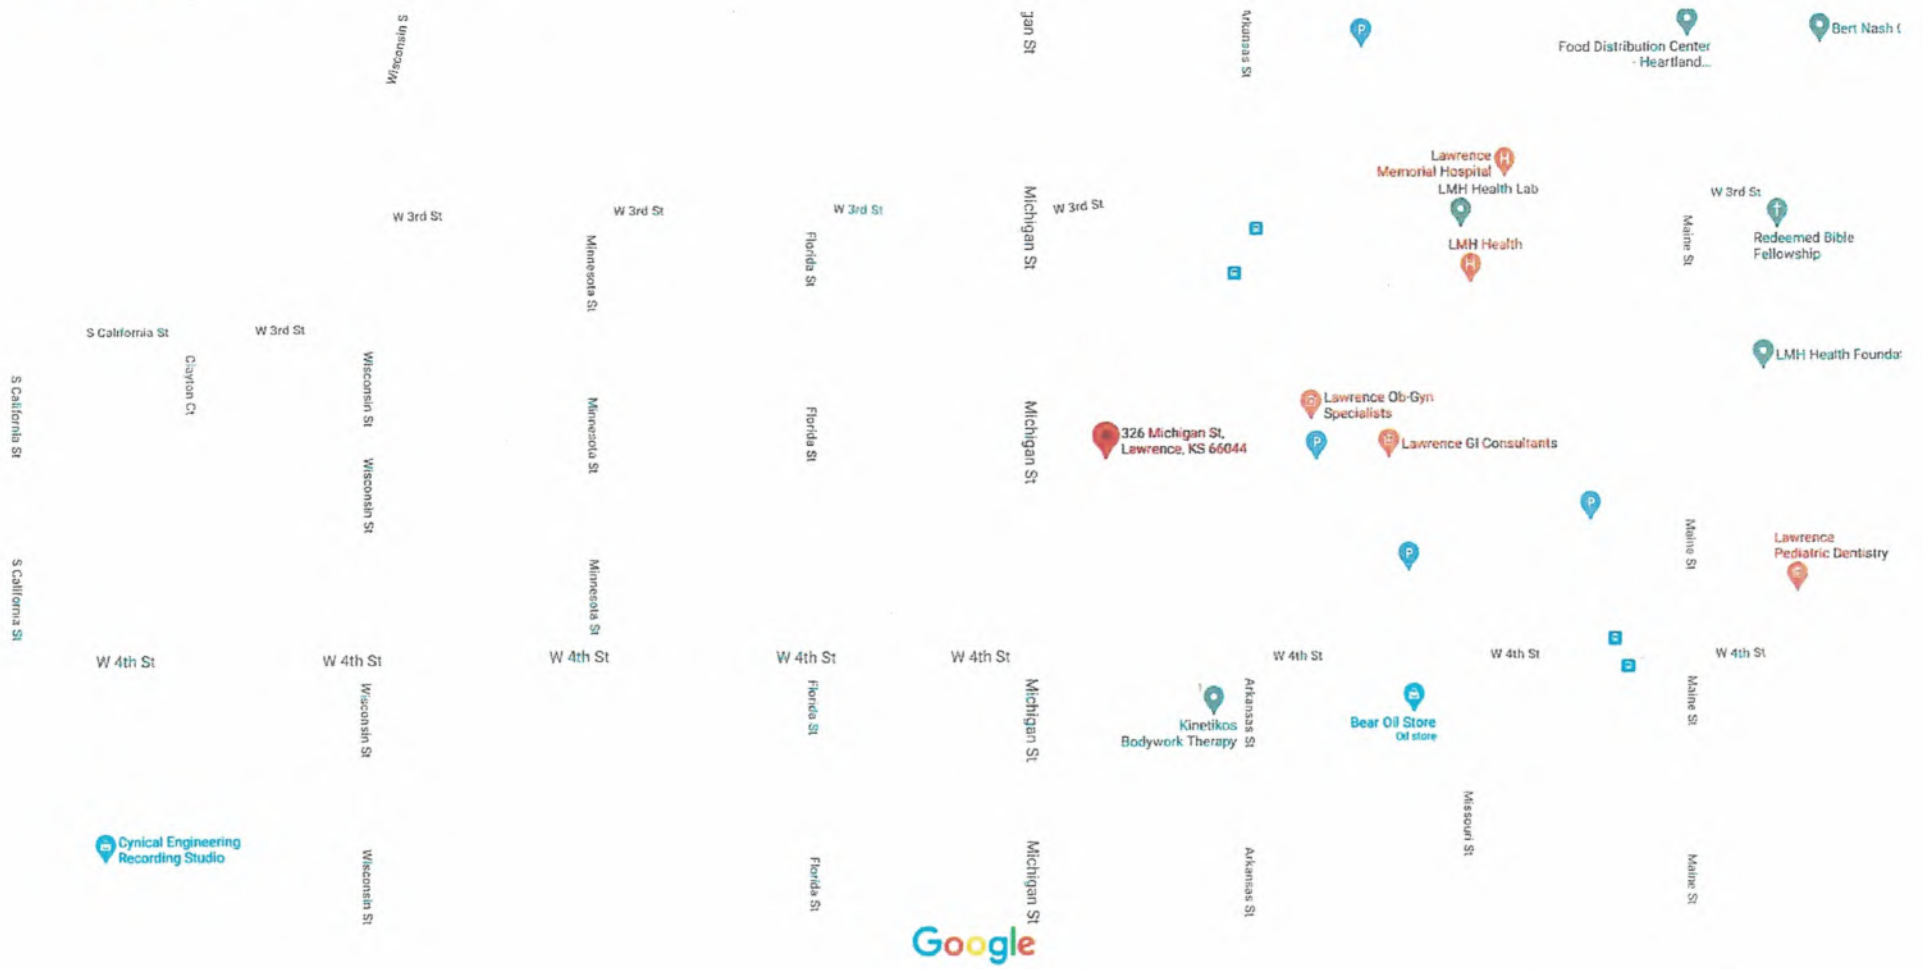 Wisconsin S
gan St
Arkansas St
P
Food Distribution Center
- Heartland...
Bert Nash C
Lawrence
Memorial Hospital
H
LMH Health Lab
W 3rd St
W 3rd St
W 3rd St
Michigan St
W 3rd St
W 3rd St
Minnesota St
Florida St
LMH Health
H
Maine St
Redeemed Bible
Fellowship
S California St
W 3rd St
Clayton Ct
Wisconsin St
LMH Health Founda
S California St
Minnesota St
Florida St
Michigan St
326 Michigan St,
Lawrence, KS 66044
Lawrence Ob-Gyn
Specialists
P
Lawrence GI Consultants
Wisconsin St
P
P
Maine St
Lawrence
Pediatric Dentistry
S California St
Minnesota St
W 4th St
W 4th St
W 4th St
W 4th St
W 4th St
W 4th St
W 4th St
W 4th St
Wisconsin St
Florida St
Michigan St
Kinetikos
Bodywork Therapy
Arkansas St
Bear Oil Store
Oil store
Maine St
Missouri St
Cynical Engineering
Recording Studio
Wisconsin St
Florida St
Michigan St
Arkansas St
Maine St
Google